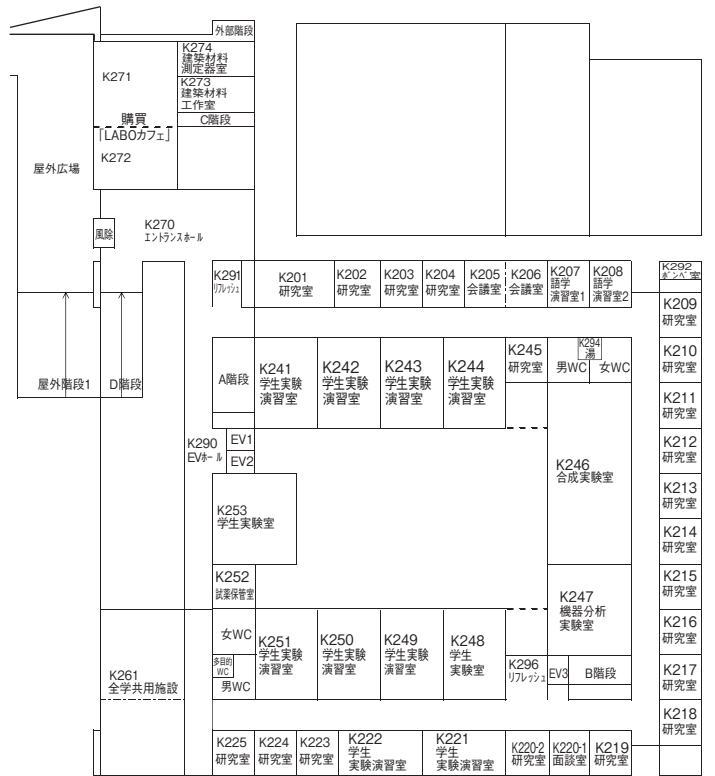 外部階段
K274
建築材料
測定器室
K271
K273
建築材料
工作室
購買
C階段
「LABOカフェ」
K272
屋外広場
風除
K270
エントランスホール
K291
リフレッシュ
K201
研究室
K202
研究室
K203
研究室
K204
研究室
K205
会議室
K206
会議室
K207
語学
演習室1
K208
語学
演習室2
K292
ボンベ室
K209
研究室
K210
研究室
K211
研究室
K212
研究室
K213
研究室
K214
研究室
K215
研究室
K216
研究室
K217
研究室
K218
研究室
屋外階段1
D階段
A階段
K241
学生実験
演習室
K242
学生実験
演習室
K243
学生実験
演習室
K244
学生実験
演習室
K245
研究室
K294
湯
男WC
女WC
K290
EVホール
EV1
EV2
K246
合成実験室
K253
学生実験室
K252
試薬保管室
K247
機器分析
実験室
女WC
多目的
WC
男WC
K251
学生実験
演習室
K250
学生実験
演習室
K249
学生実験
演習室
K248
学生
実験室
K296
リフレッシュ
EV3
B階段
K261
全学共用施設
K225
研究室
K224
研究室
K223
研究室
K222
学生
実験演習室
K221
学生
実験演習室
K220-2
研究室
K220-1
面談室
K219
研究室